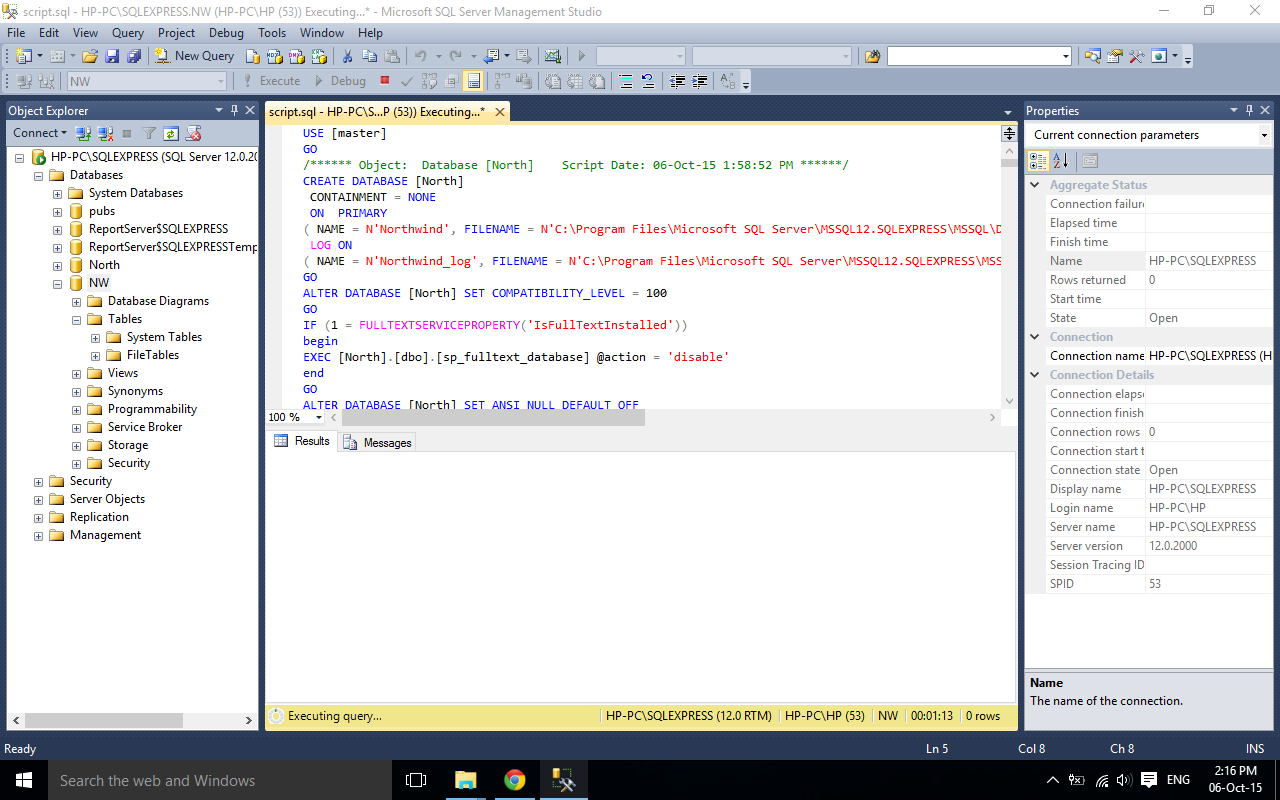 script.sql - HP-PC\SQLEXPRESS.NW (HP-PC\HP (53)) Executing...* - Microsoft SQL Server Management Studio
File Edit View Query Project Debug Tools Window Help
New Query
NW Execute Debug
Object Explorer
Connect
HP-PC\SQLEXPRESS (SQL Server 12.0.20
Databases
System Databases
pubs
ReportServer$SQLEXPRESS
ReportServer$SQLEXPRESSTemp
North
NW
Database Diagrams
Tables
System Tables
FileTables
Views
Synonyms
Programmability
Service Broker
Storage
Security
Security
Server Objects
Replication
Management
script.sql - HP-PC\S...P (53)) Executing...*
USE [master]
GO
/****** Object:  Database [North]    Script Date: 06-Oct-15 1:58:52 PM ******/
CREATE DATABASE [North]
CONTAINMENT = NONE
ON  PRIMARY
( NAME = N'Northwind', FILENAME = N'C:\Program Files\Microsoft SQL Server\MSSQL12.SQLEXPRESS\MSSQL\D
LOG ON
( NAME = N'Northwind_log', FILENAME = N'C:\Program Files\Microsoft SQL Server\MSSQL12.SQLEXPRESS\MSS
GO
ALTER DATABASE [North] SET COMPATIBILITY_LEVEL = 100
GO
IF (1 = FULLTEXTSERVICEPROPERTY('IsFullTextInstalled'))
begin
EXEC [North].[dbo].[sp_fulltext_database] @action = 'disable'
end
GO
ALTER DATABASE [North] SET ANSI_NULL_DEFAULT OFF
100 %
Results Messages
Executing query... HP-PC\SQLEXPRESS (12.0 RTM) HP-PC\HP (53) NW 00:01:13 0 rows
Properties
Current connection parameters
Aggregate Status
Connection failure
Elapsed time
Finish time
Name HP-PC\SQLEXPRESS
Rows returned 0
Start time
State Open
Connection
Connection name HP-PC\SQLEXPRESS (H
Connection Details
Connection elapse
Connection finish
Connection rows 0
Connection start t
Connection state Open
Display name HP-PC\SQLEXPRESS
Login name HP-PC\HP
Server name HP-PC\SQLEXPRESS
Server version 12.0.2000
Session Tracing ID
SPID 53
Name
The name of the connection.
Ready Ln 5 Col 8 Ch 8 INS
Search the web and Windows
ENG
2:16 PM
06-Oct-15